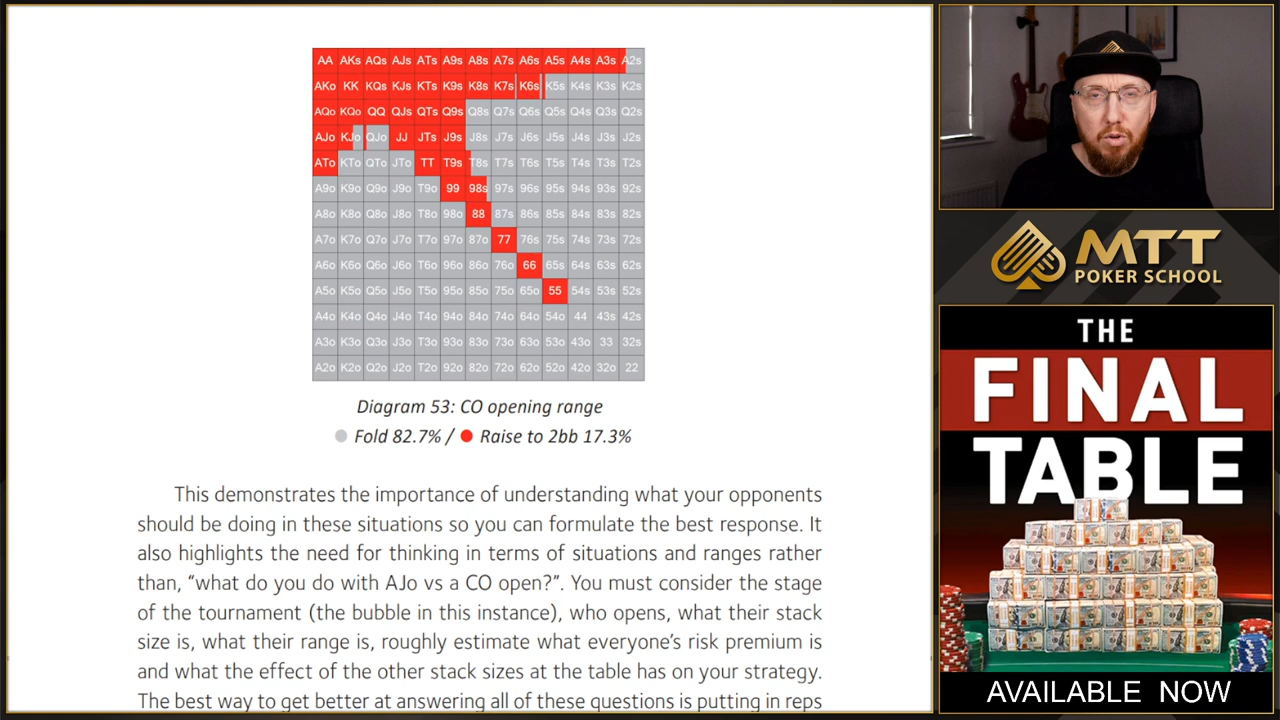 AA AKs AQs AJs ATs A9s A8s A7s A6s A5s A4s A3s A2s
AKo KK KQs KJs KTs K9s K8s K7s K6s K5s K4s K3s K2s
AQo KQo QQ QJs QTs Q9s Q8s Q7s Q6s Q5s Q4s Q3s Q2s
AJo KJo QJo JJ JTs J9s J8s J7s J6s J5s J4s J3s J2s
ATo KTo QTo JTo TT T9s T8s T7s T6s T5s T4s T3s T2s
A9o K9o Q9o J9o T9o 99 98s 97s 96s 95s 94s 93s 92s
A8o K8o Q8o J8o T8o 98o 88 87s 86s 85s 84s 83s 82s
A7o K7o Q7o J7o T7o 97o 87o 77 76s 75s 74s 73s 72s
A6o K6o Q6o J6o T6o 96o 86o 76o 66 65s 64s 63s 62s
A5o K5o Q5o J5o T5o 95o 85o 75o 65o 55 54s 53s 52s
A4o K4o Q4o J4o T4o 94o 84o 74o 64o 54o 44 43s 42s
A3o K3o Q3o J3o T3o 93o 83o 73o 63o 53o 43o 33 32s
A2o K2o Q2o J2o T2o 92o 82o 72o 62o 52o 42o 32o 22
Diagram 53: CO opening range
Fold 82.7% / Raise to 2bb 17.3%
This demonstrates the importance of understanding what your opponents
should be doing in these situations so you can formulate the best response. It
also highlights the need for thinking in terms of situations and ranges rather
than, “what do you do with AJo vs a CO open?”. You must consider the stage
of the tournament (the bubble in this instance), who opens, what their stack
size is, what their range is, roughly estimate what everyone’s risk premium is
and what the effect of the other stack sizes at the table has on your strategy.
The best way to get better at answering all of these questions is putting in reps
MTT
POKER SCHOOL
THE
FINAL
TABLE
AVAILABLE NOW